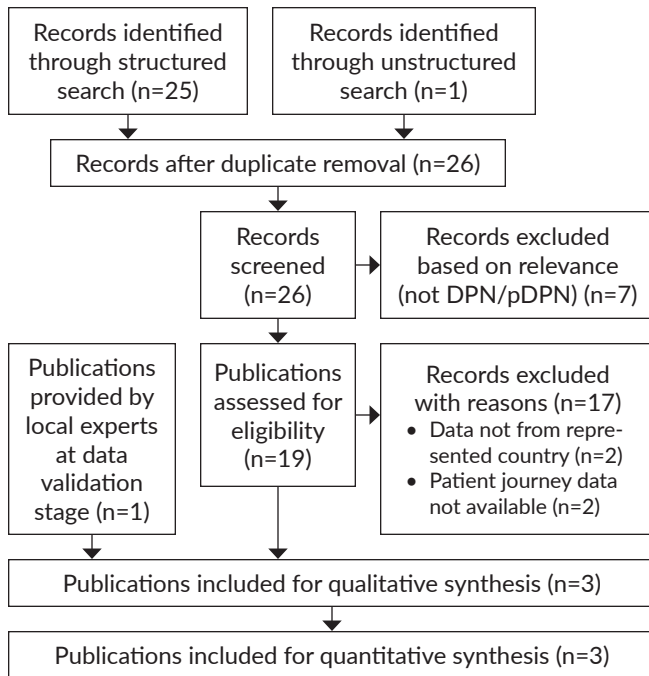 Records identified
through structured
search (n=25)
Records identified
through unstructured
search (n=1)
Records after duplicate removal (n=26)
Records
screened
(n=26)
Records excluded
based on relevance
(not DPN/pDPN) (n=7)
Publications
provided by
local experts
at data
validation
stage (n=1)
Publications
assessed for
eligibility
(n=19)
Records excluded
with reasons (n=17)
• Data not from repre-
sented country (n=2)
• Patient journey data
not available (n=2)
Publications included for qualitative synthesis (n=3)
Publications included for quantitative synthesis (n=3)